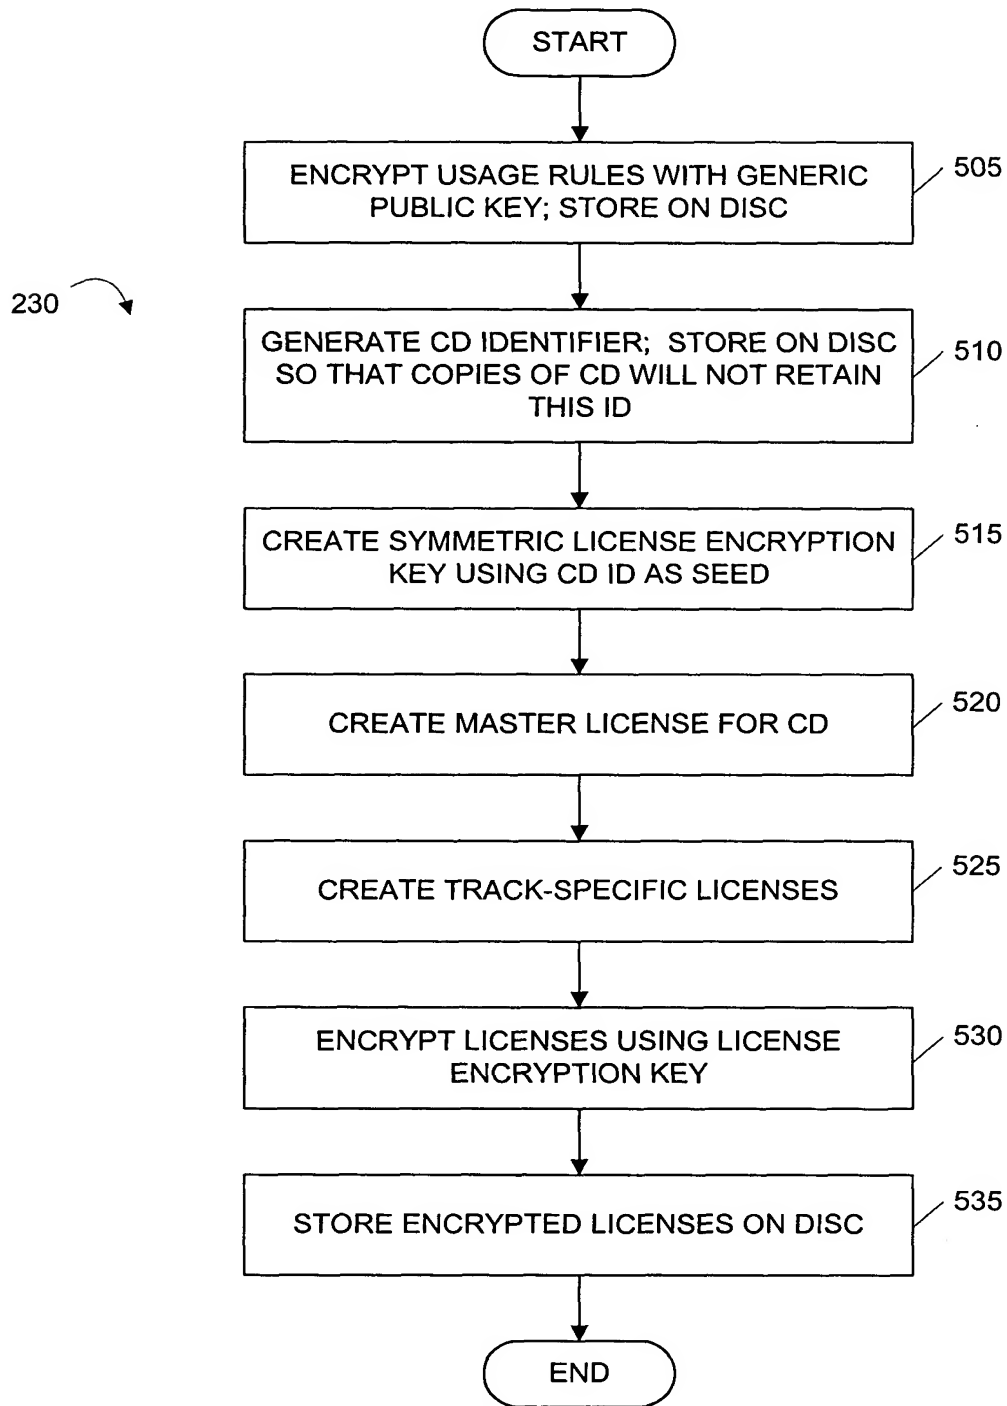 START
ENCRYPT USAGE RULES WITH GENERIC
PUBLIC KEY; STORE ON DISC
505
230
GENERATE CD IDENTIFIER; STORE ON DISC
SO THAT COPIES OF CD WILL NOT RETAIN
THIS ID
510
CREATE SYMMETRIC LICENSE ENCRYPTION
KEY USING CD ID AS SEED
515
CREATE MASTER LICENSE FOR CD
520
CREATE TRACK-SPECIFIC LICENSES
525
ENCRYPT LICENSES USING LICENSE
ENCRYPTION KEY
530
STORE ENCRYPTED LICENSES ON DISC
535
END